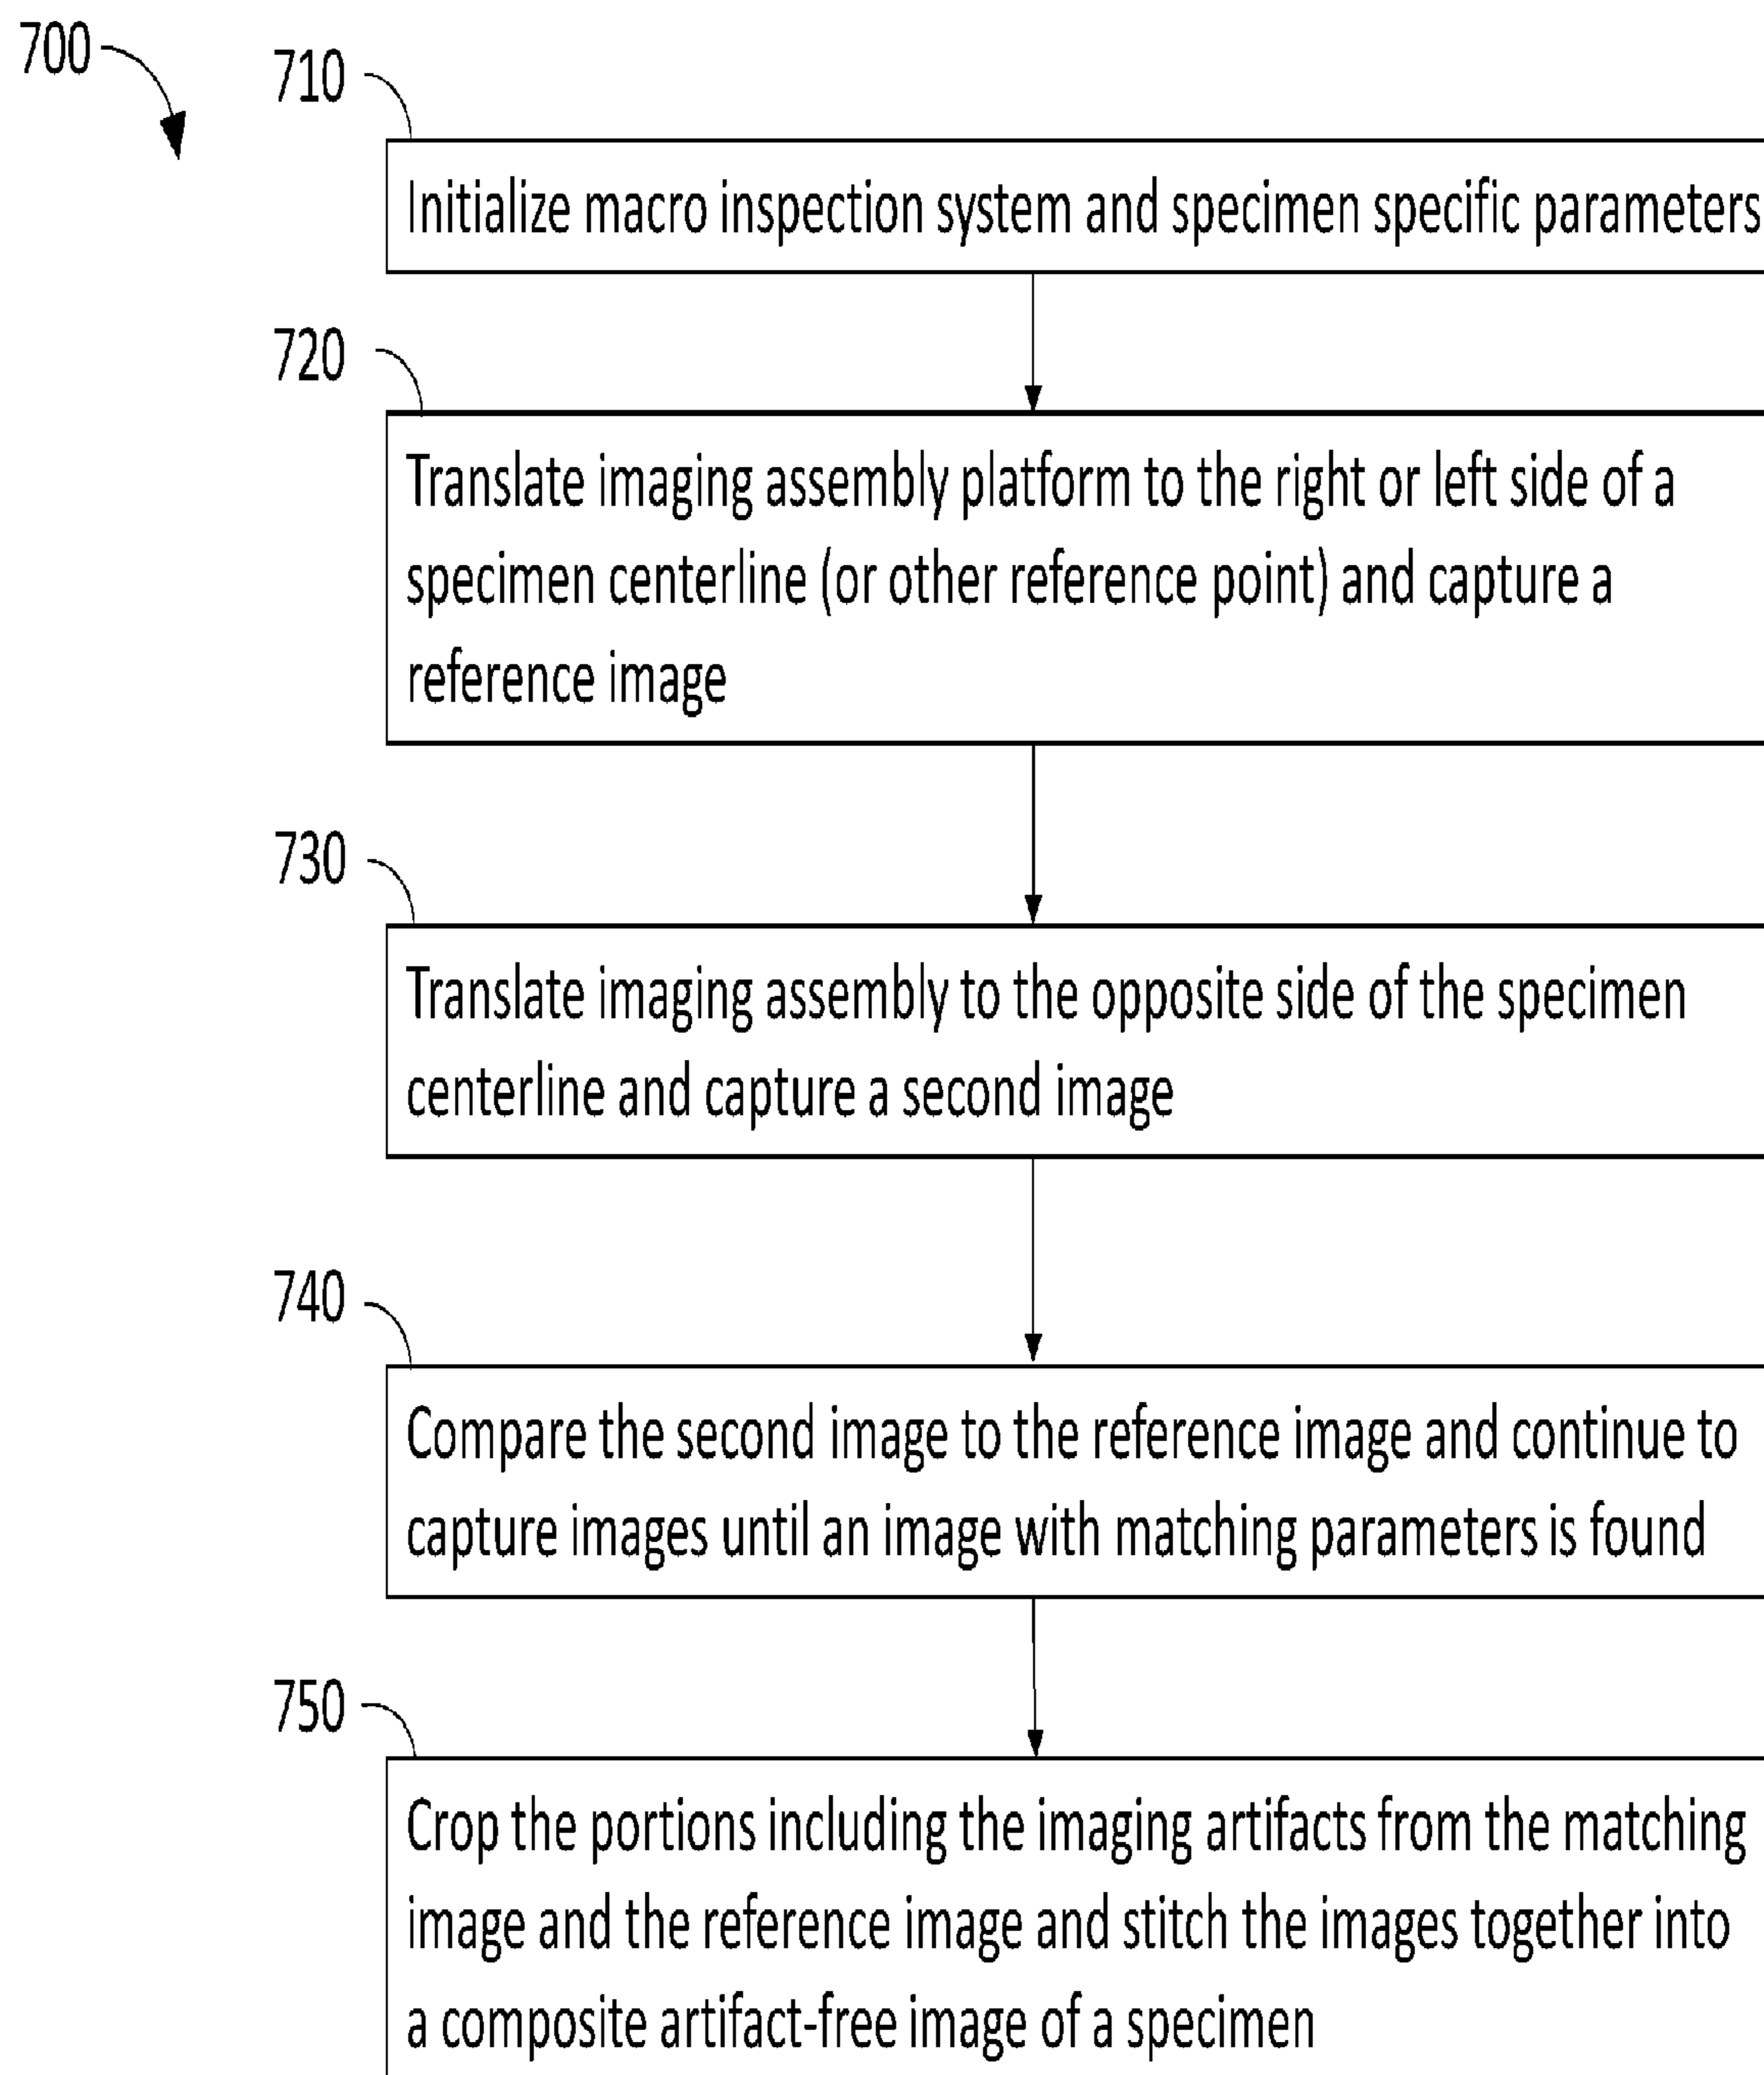 700
710
Initialize macro inspection system and specimen specific parameters
720
Translate imaging assembly platform to the right or left side of a
specimen centerline (or other reference point) and capture a
reference image
730
Translate imaging assembly to the opposite side of the specimen
centerline and capture a second image
740
Compare the second image to the reference image and continue to
capture images until an image with matching parameters is found
750
Crop the portions including the imaging artifacts from the matching
image and the reference image and stitch the images together into
a composite artifact-free image of a specimen